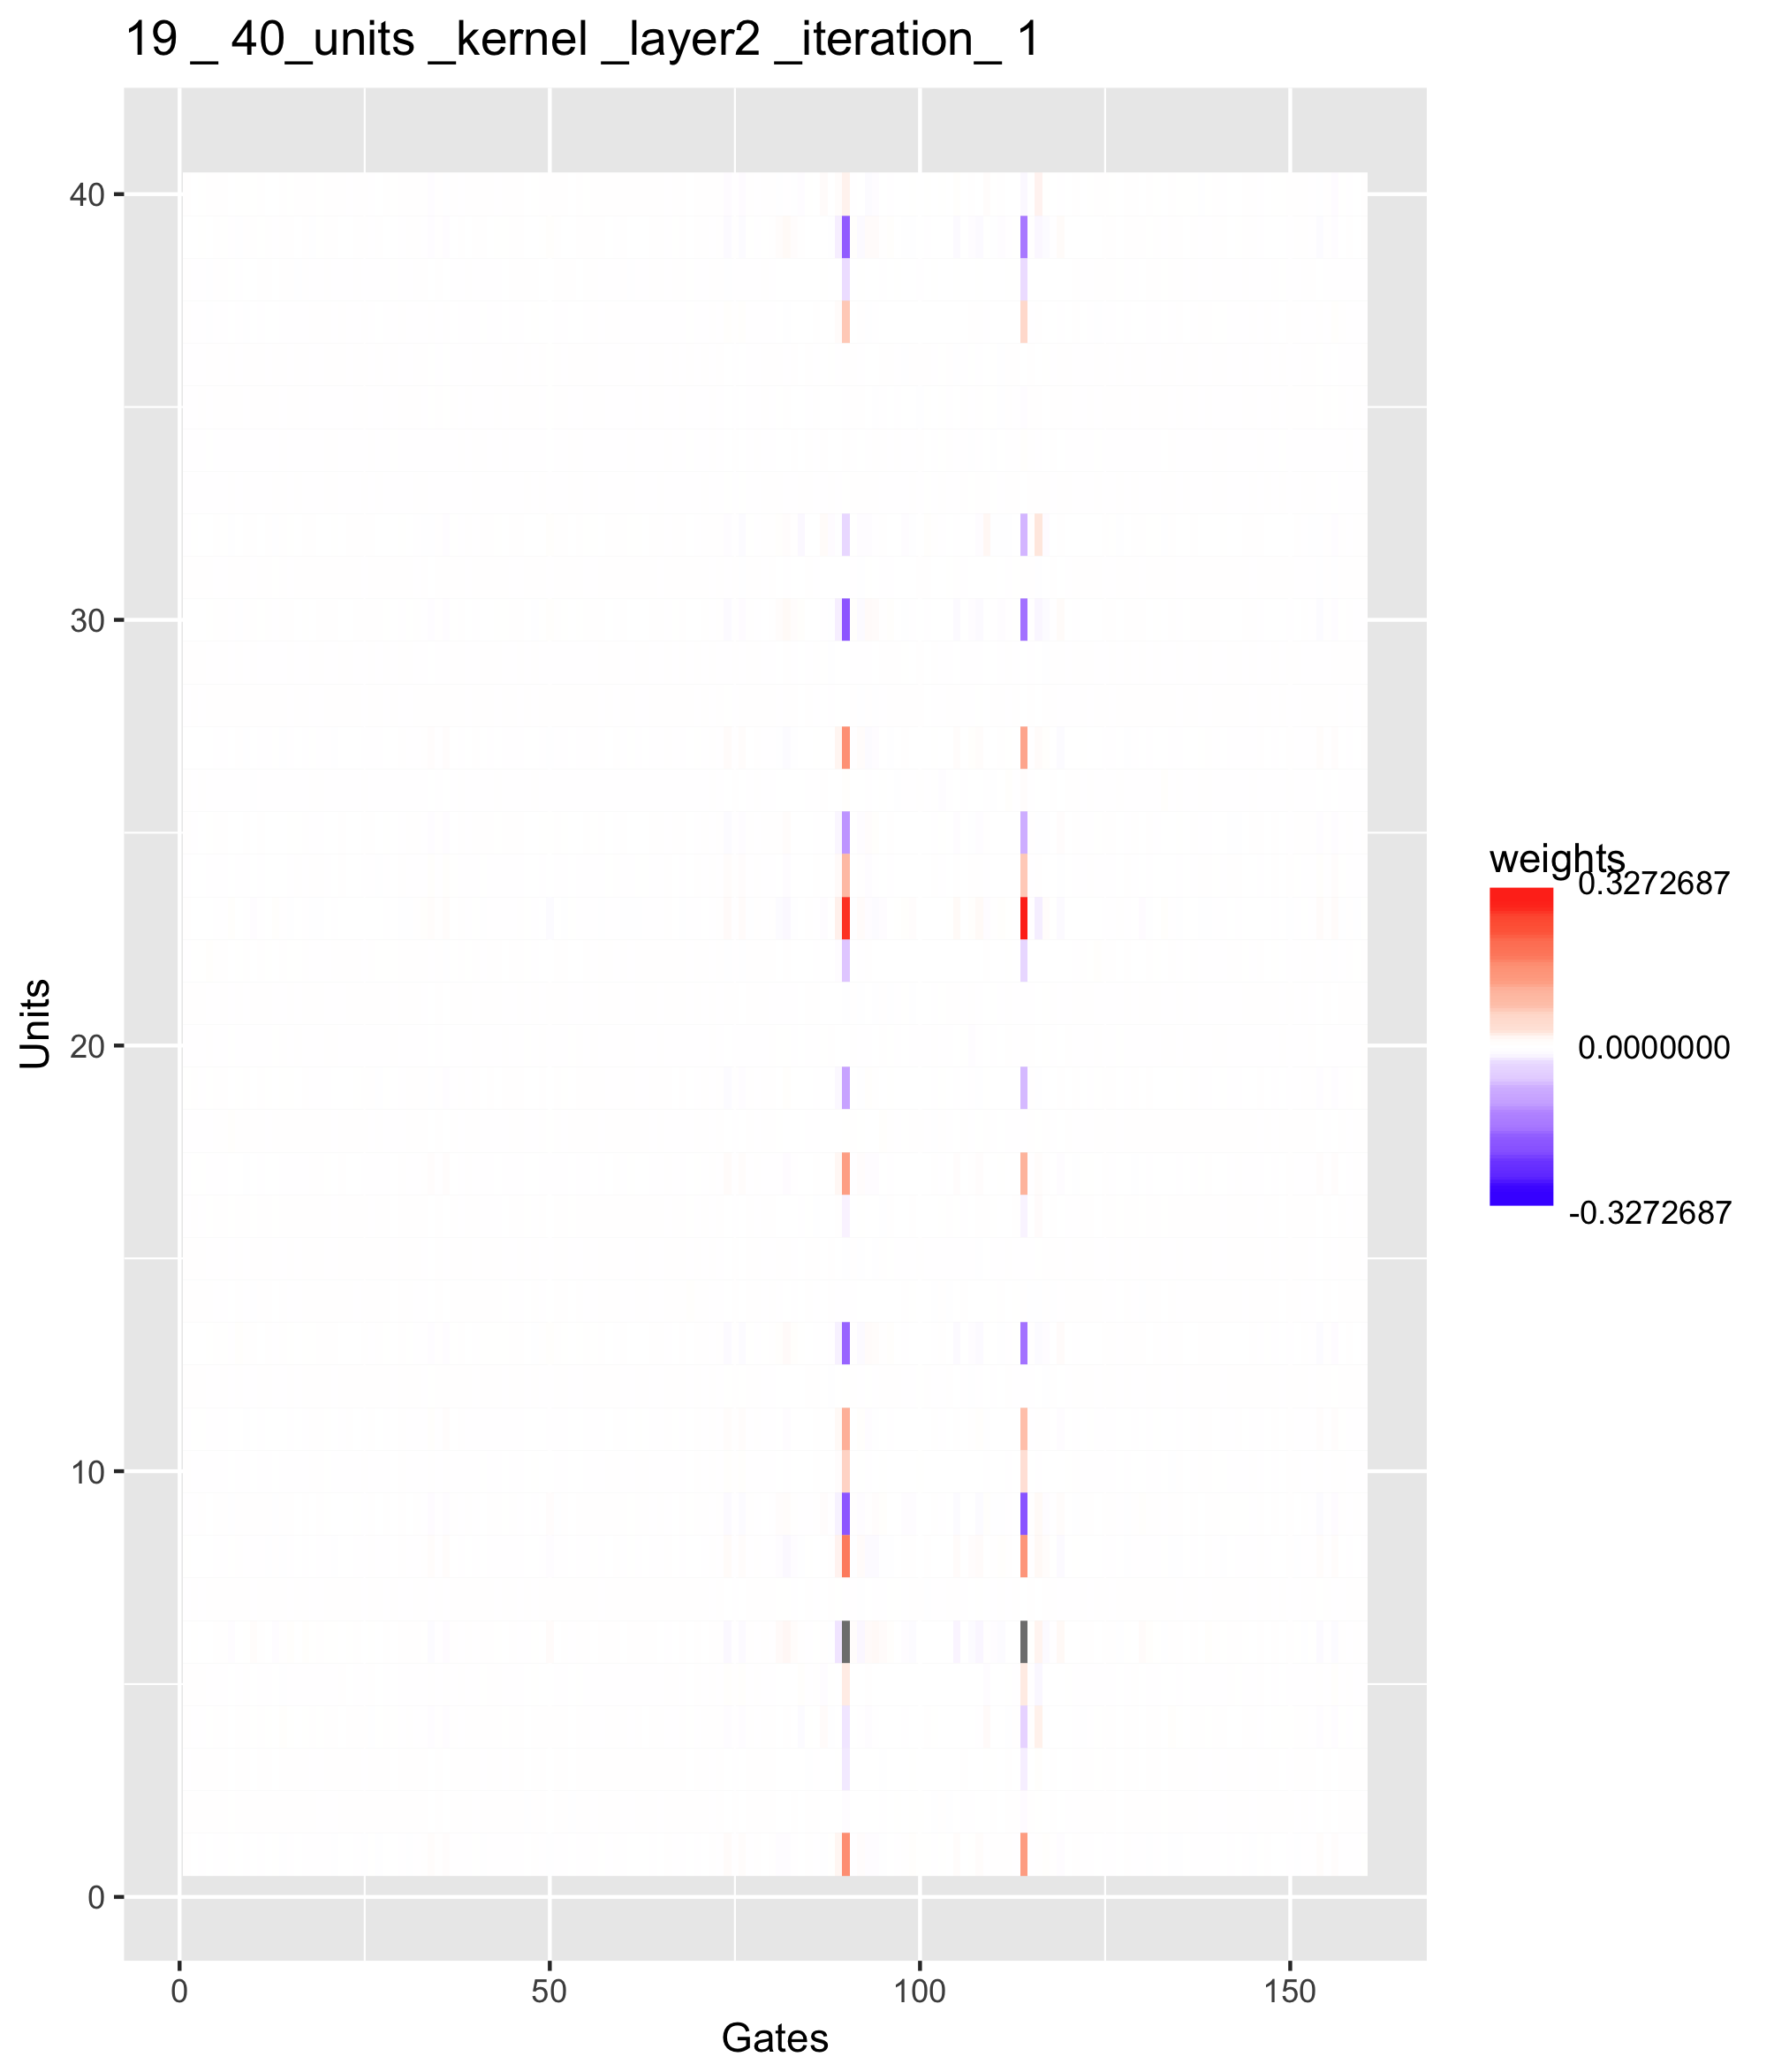 19 _ 40_units _kernel _layer2 _iteration_ 1
40
30
20
10
0
Units
0 50 100 150
Gates
weights
0.3272687
0.0000000
-0.3272687